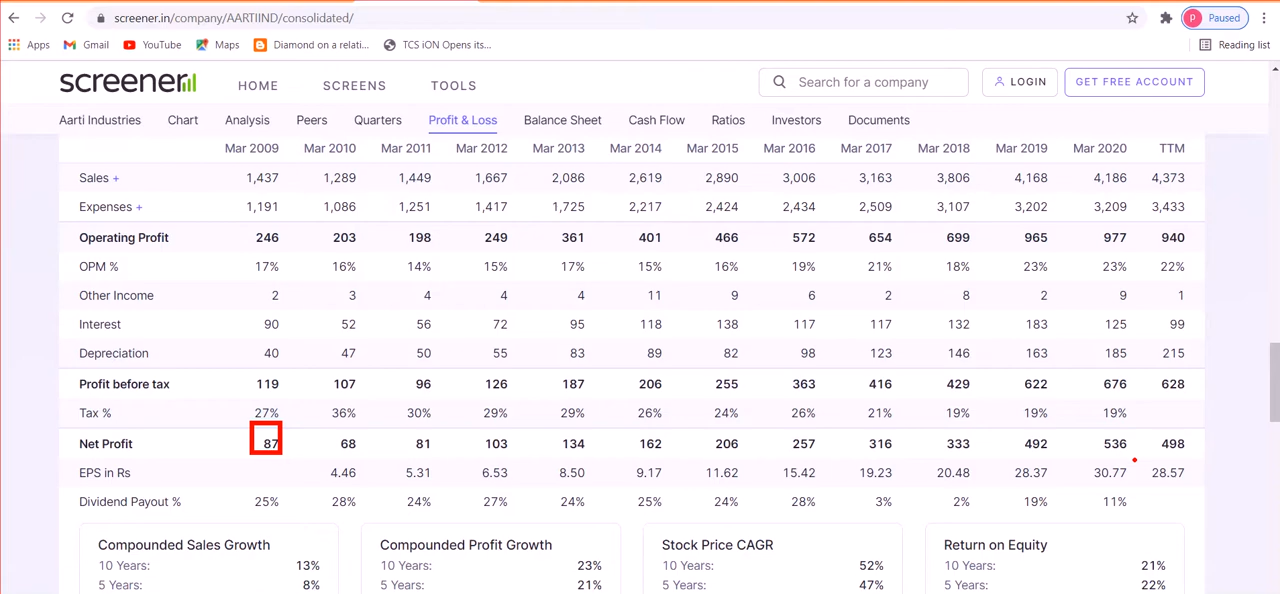 screener.in/company/AARTIIND/consolidated/ P Paused
Apps Gmail YouTube Maps Diamond on a relati... TCS iON Opens its... Reading list
screener HOME SCREENS TOOLS Search for a company LOGIN GET FREE ACCOUNT
Aarti Industries Chart Analysis Peers Quarters Profit & Loss Balance Sheet Cash Flow Ratios Investors Documents
Mar 2009 Mar 2010 Mar 2011 Mar 2012 Mar 2013 Mar 2014 Mar 2015 Mar 2016 Mar 2017 Mar 2018 Mar 2019 Mar 2020 TTM
Sales + 1,437 1,289 1,449 1,667 2,086 2,619 2,890 3,006 3,163 3,806 4,168 4,186 4,373
Expenses + 1,191 1,086 1,251 1,417 1,725 2,217 2,424 2,434 2,509 3,107 3,202 3,209 3,433
Operating Profit 246 203 198 249 361 401 466 572 654 699 965 977 940
OPM % 17% 16% 14% 15% 17% 15% 16% 19% 21% 18% 23% 23% 22%
Other Income 2 3 4 4 4 11 9 6 2 8 2 9 1
Interest 90 52 56 72 95 118 138 117 117 132 183 125 99
Depreciation 40 47 50 55 83 89 82 98 123 146 163 185 215
Profit before tax 119 107 96 126 187 206 255 363 416 429 622 676 628
Tax % 27% 36% 30% 29% 29% 26% 24% 26% 21% 19% 19% 19%
Net Profit 87 68 81 103 134 162 206 257 316 333 492 536 498
EPS in Rs 4.46 5.31 6.53 8.50 9.17 11.62 15.42 19.23 20.48 28.37 30.77 28.57
Dividend Payout % 25% 28% 24% 27% 24% 25% 24% 28% 3% 2% 19% 11%
Compounded Sales Growth Compounded Profit Growth Stock Price CAGR Return on Equity
10 Years: 13% 10 Years: 23% 10 Years: 52% 10 Years: 21%
5 Years: 8% 5 Years: 21% 5 Years: 47% 5 Years: 22%